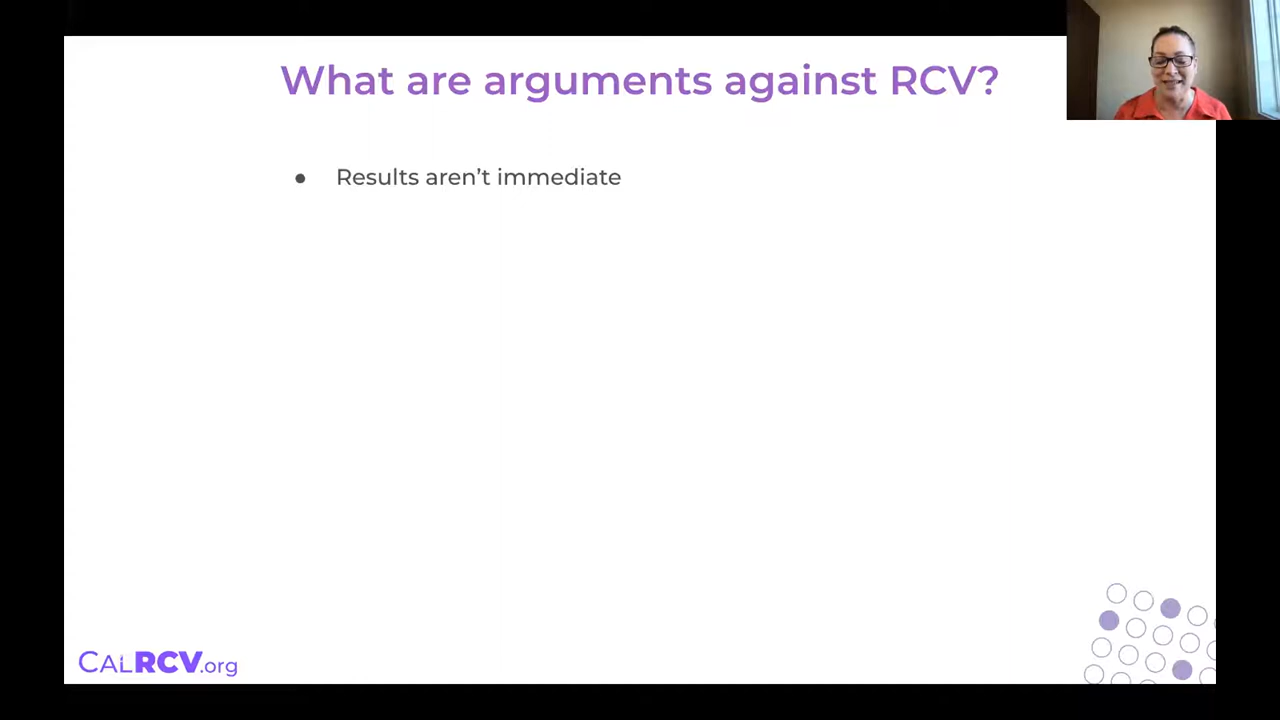 What are arguments against RCV?
● Results aren't immediate
CALRCV.org